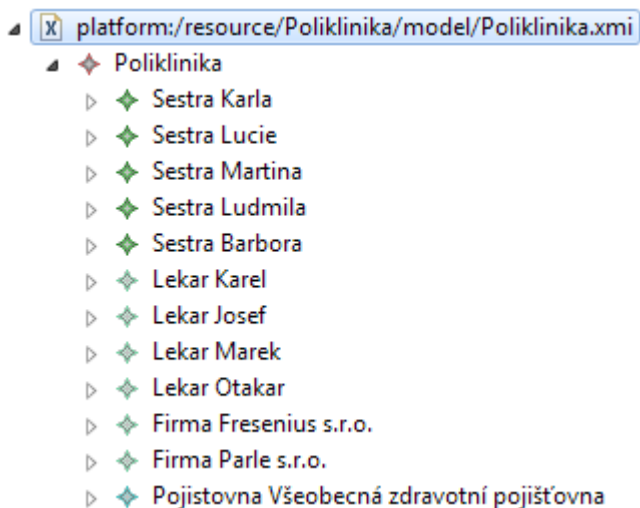 platform:/resource/Poliklinika/model/Poliklinika.xmi
Poliklinika
Sestra Karla
Sestra Lucie
Sestra Martina
Sestra Ludmila
Sestra Barbora
Lekar Karel
Lekar Josef
Lekar Marek
Lekar Otakar
Firma Fresenius s.r.o.
Firma Parle s.r.o.
Pojistovna Všeobecná zdravotní pojišťovna